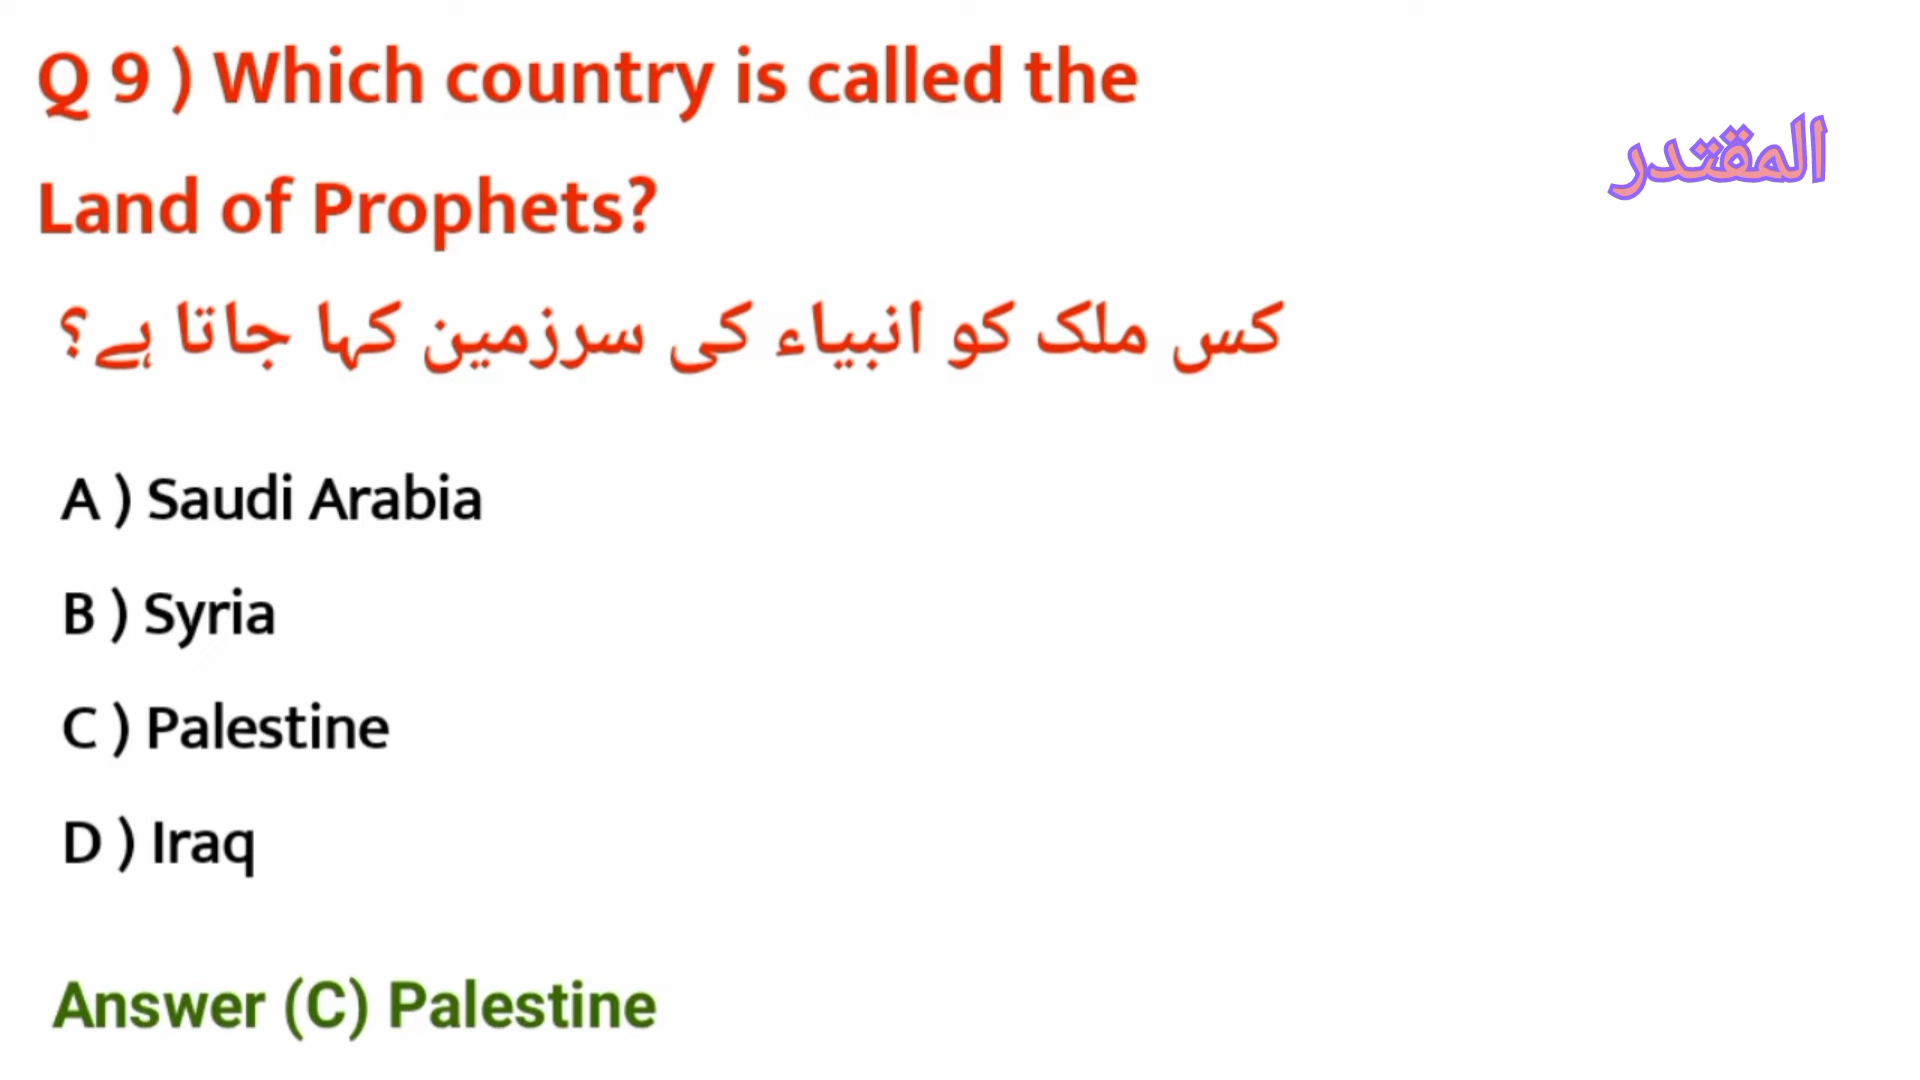 Q 9 ) Which country is called the
المقتدر
Land of Prophets?
کس ملک کو انبیاء کی سرزمین کہا جاتا ہے؟
A ) Saudi Arabia
B ) Syria
C ) Palestine
D ) Iraq
Answer (C) Palestine